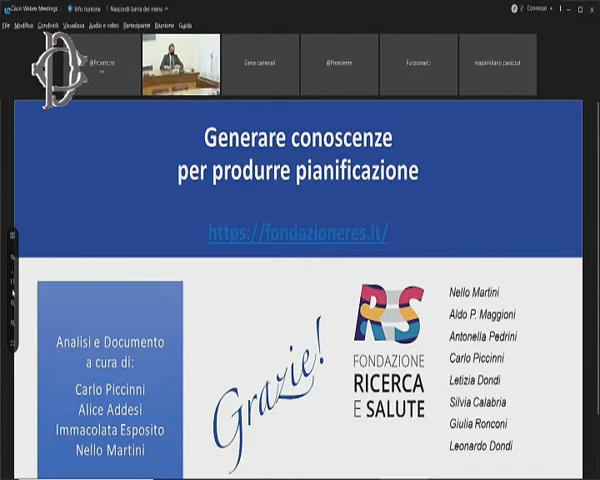 Cisco Webex Meetings
Info riunione
Nascondi barra dei menu
Connesso
File Modifica Condividi Visualizza Audio e video Partecipante Riunione Guida
@Proiettore
Elena carnevali
@Presidente
Funzionario
massimiliano panizzut
Generare conoscenze
per produrre pianificazione
https://fondazioneres.it/
Analisi e Documento
a cura di:
Carlo Piccinni
Alice Addesi
Immacolata Esposito
Nello Martini
Grazie!
R S
FONDAZIONE
RICERCA
E SALUTE
Nello Martini
Aldo P. Maggioni
Antonella Pedrini
Carlo Piccinni
Letizia Dondi
Silvia Calabria
Giulia Ronconi
Leonardo Dondi